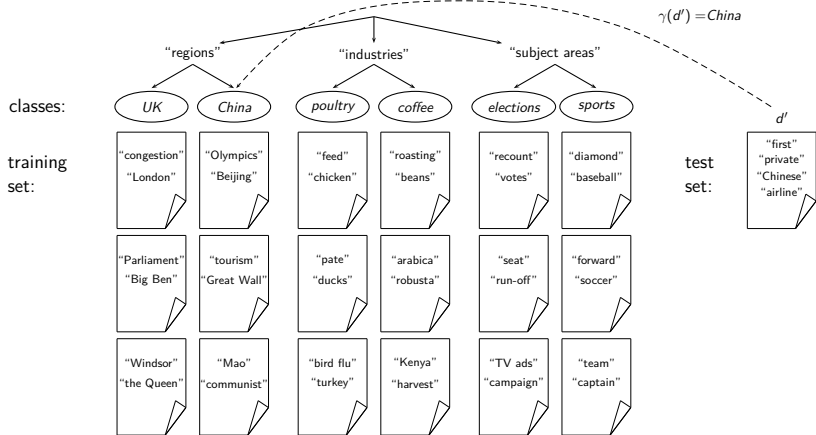 γ(d′) =China
“regions” “industries” “subject areas”
classes: UK China poultry coffee elections sports
d′
training
set:
“congestion”
“London”
“Olympics”
“Beijing”
“feed”
“chicken”
“roasting”
“beans”
“recount”
“votes”
“diamond”
“baseball”
test
set:
“first”
“private”
“Chinese”
“airline”
“Parliament”
“Big Ben”
“tourism”
“Great Wall”
“pate”
“ducks”
“arabica”
“robusta”
“seat”
“run-off”
“forward”
“soccer”
“Windsor”
“the Queen”
“Mao”
“communist”
“bird flu”
“turkey”
“Kenya”
“harvest”
“TV ads”
“campaign”
“team”
“captain”